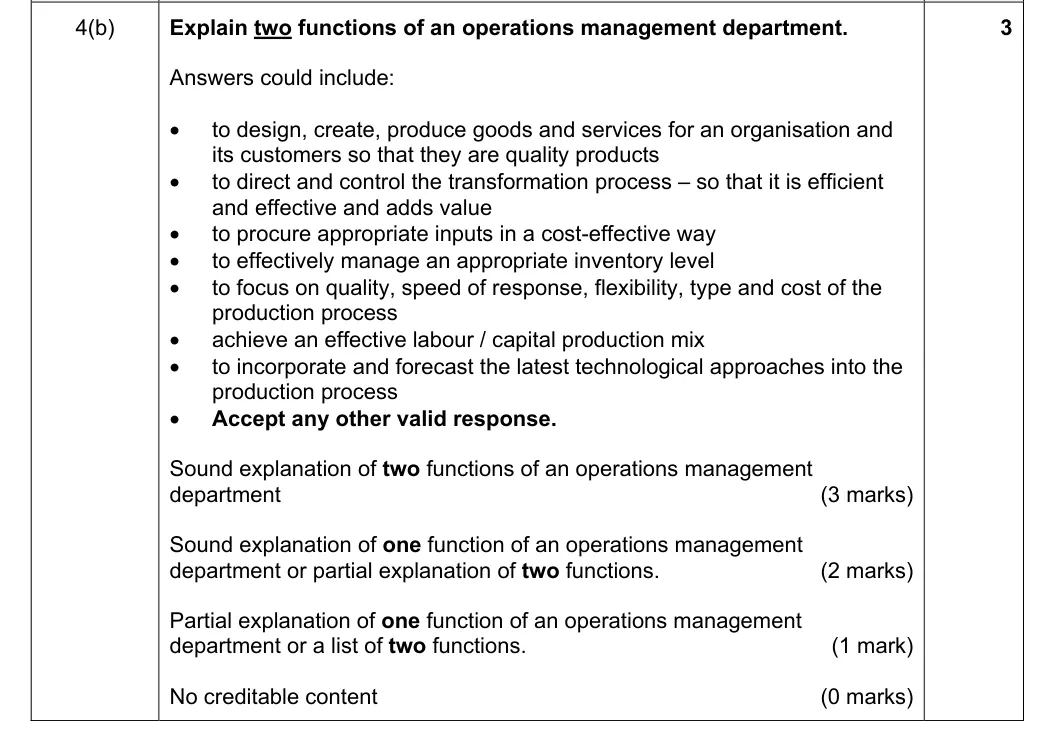 4(b) Explain two functions of an operations management department. 3
Answers could include:
• to design, create, produce goods and services for an organisation and
its customers so that they are quality products
• to direct and control the transformation process – so that it is efficient
and effective and adds value
• to procure appropriate inputs in a cost-effective way
• to effectively manage an appropriate inventory level
• to focus on quality, speed of response, flexibility, type and cost of the
production process
• achieve an effective labour / capital production mix
• to incorporate and forecast the latest technological approaches into the
production process
• Accept any other valid response.
Sound explanation of two functions of an operations management
department (3 marks)
Sound explanation of one function of an operations management
department or partial explanation of two functions. (2 marks)
Partial explanation of one function of an operations management
department or a list of two functions. (1 mark)
No creditable content (0 marks)